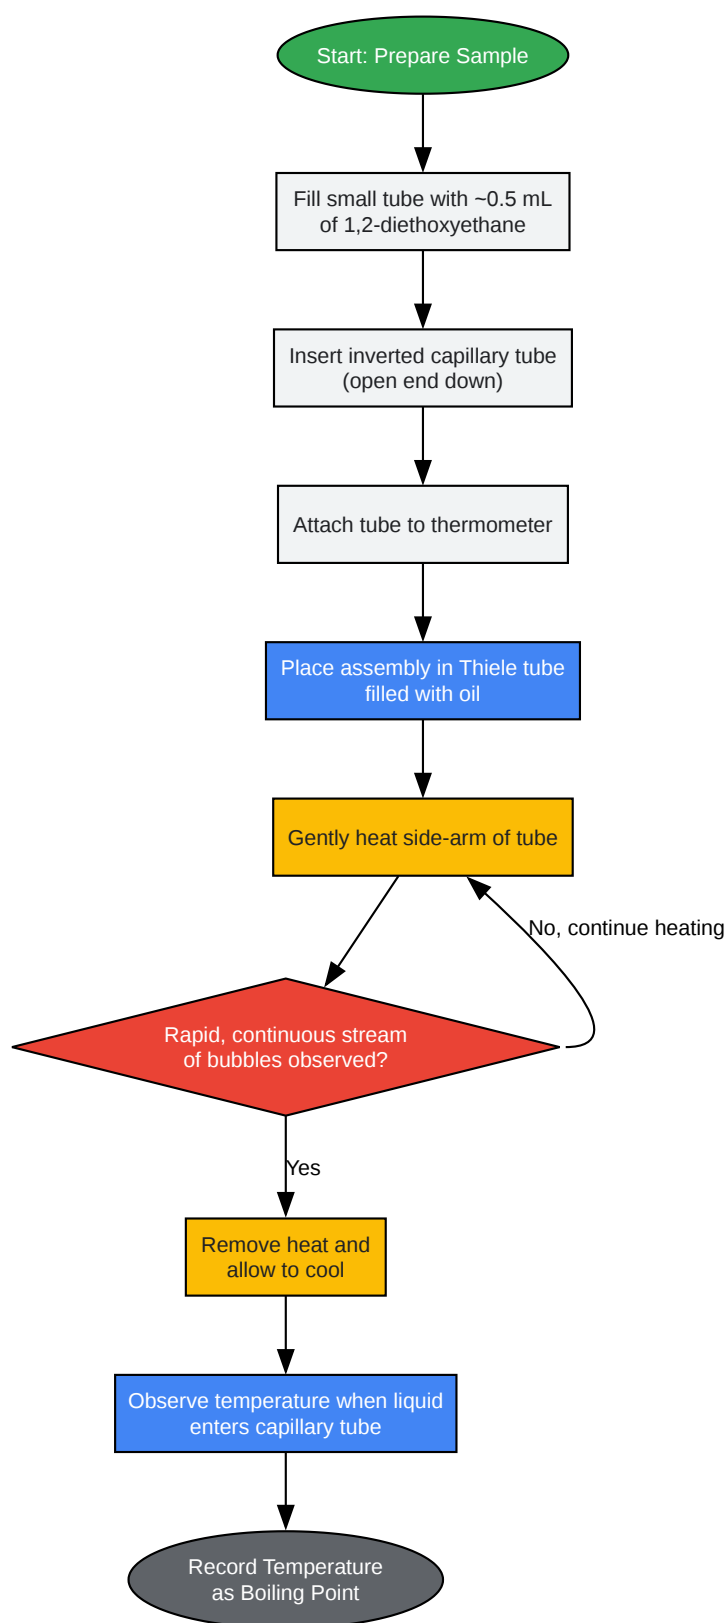 Start: Prepare Sample
Fill small tube with ~0.5 mL
of 1,2-diethoxyethane
Insert inverted capillary tube
(open end down)
Attach tube to thermometer
Place assembly in Thiele tube
filled with oil
Gently heat side-arm of tube
No, continue heating
Rapid, continuous stream
of bubbles observed?
Yes
Remove heat and
allow to cool
Observe temperature when liquid
enters capillary tube
Record Temperature
as Boiling Point